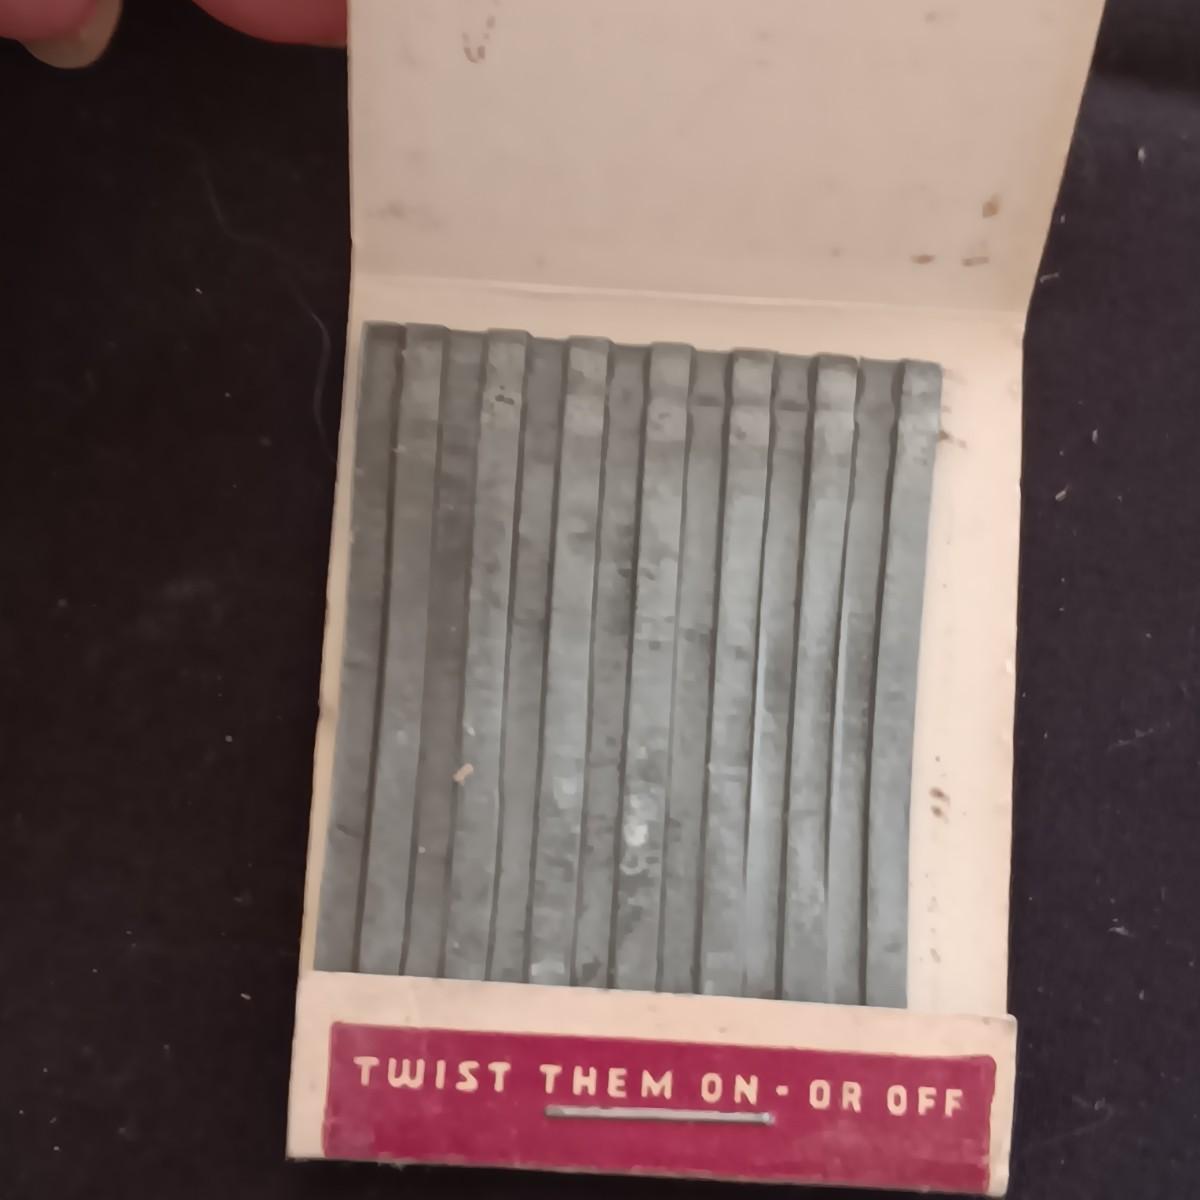 TWIST THEM ON - OR OFF